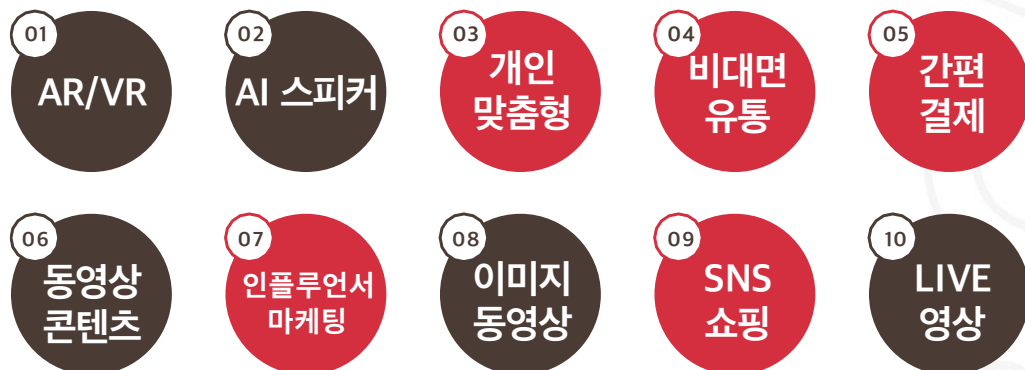 01
AR/VR
02
AI 스피커
03
개인
맞춤형
04
비대면
유통
05
간편
결제
06
동영상
콘텐츠
07
인플루언서
마케팅
08
이미지
동영상
09
SNS
쇼핑
10
LIVE
영상